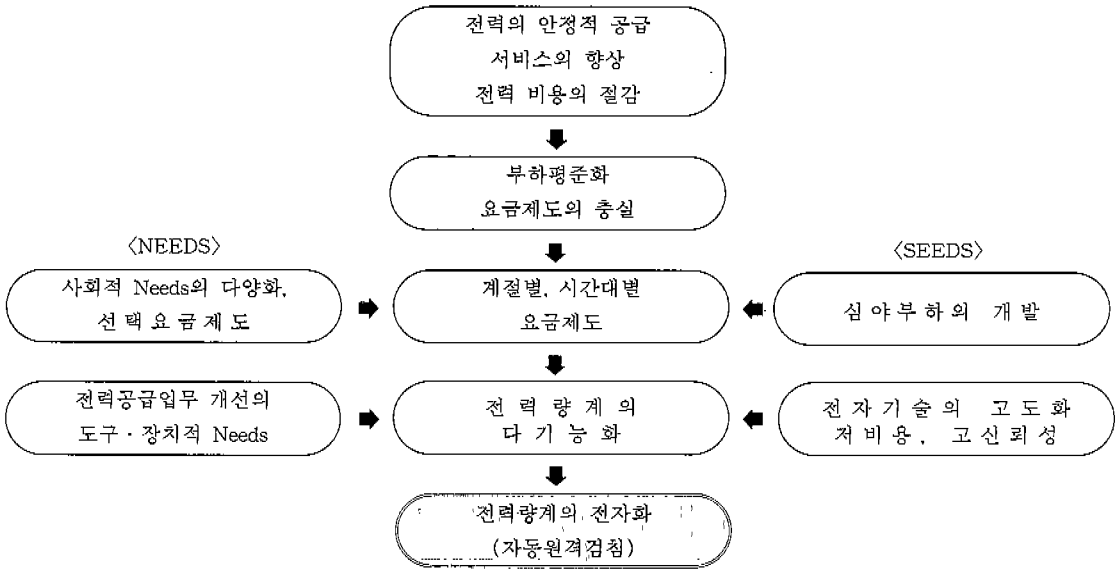 전력의 안정적 공급
서비스의 향상
전력 비용의 절감
부하평준화
요금제도의 충실
〈NEEDS〉
〈SEEDS〉
사회적 Needs의 다양화,
선택요금제도
계절별, 시간대별
요금제도
심야부하의 개발
전력공급업무 개선의
도구·장치적 Needs
전력량계의
다기능화
전자기술의 고도화
저비용, 고신뢰성
전력량계의 전자화
(자동원격검침)